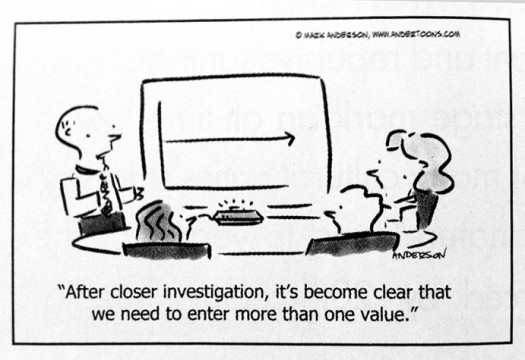 © MARK ANDERSON, WWW.ANDERTOONS.COM
ANDERSON
"After closer investigation, it's become clear that
we need to enter more than one value."